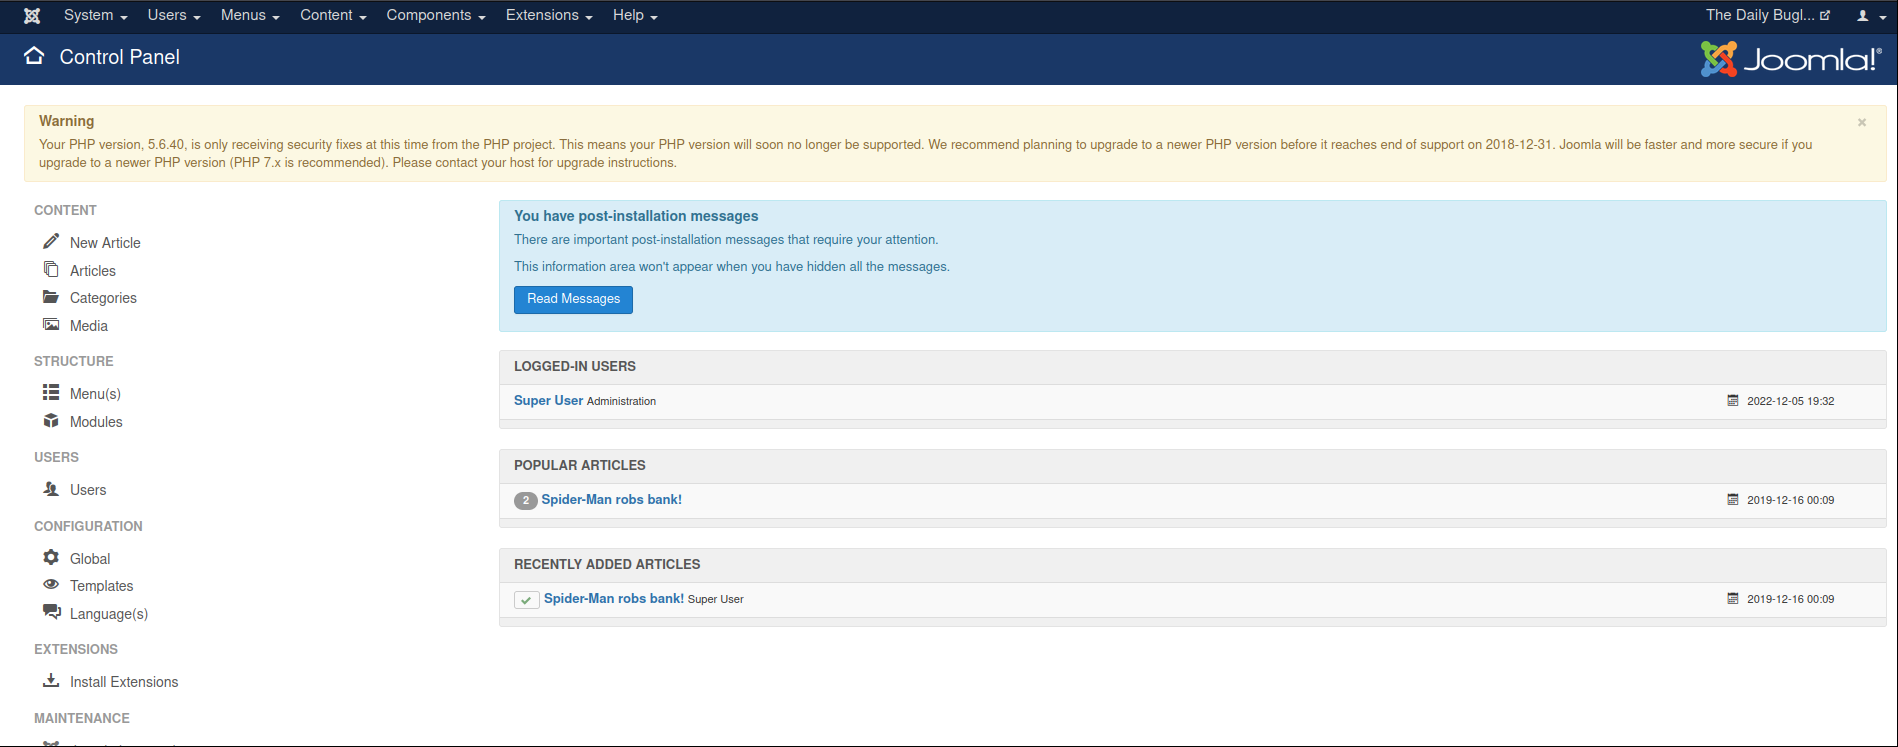 System Users Menus Content Components Extensions Help The Daily Bugl...
Control Panel Joomla!®
Warning
Your PHP version, 5.6.40, is only receiving security fixes at this time from the PHP project. This means your PHP version will soon no longer be supported. We recommend planning to upgrade to a newer PHP version before it reaches end of support on 2018-12-31. Joomla will be faster and more secure if you
upgrade to a newer PHP version (PHP 7.x is recommended). Please contact your host for upgrade instructions.
×
CONTENT
New Article
Articles
Categories
Media
STRUCTURE
Menu(s)
Modules
USERS
Users
CONFIGURATION
Global
Templates
Language(s)
EXTENSIONS
Install Extensions
MAINTENANCE
You have post-installation messages
There are important post-installation messages that require your attention.
This information area won't appear when you have hidden all the messages.
Read Messages
LOGGED-IN USERS
Super User Administration 2022-12-05 19:32
POPULAR ARTICLES
2 Spider-Man robs bank! 2019-12-16 00:09
RECENTLY ADDED ARTICLES
Spider-Man robs bank! Super User 2019-12-16 00:09